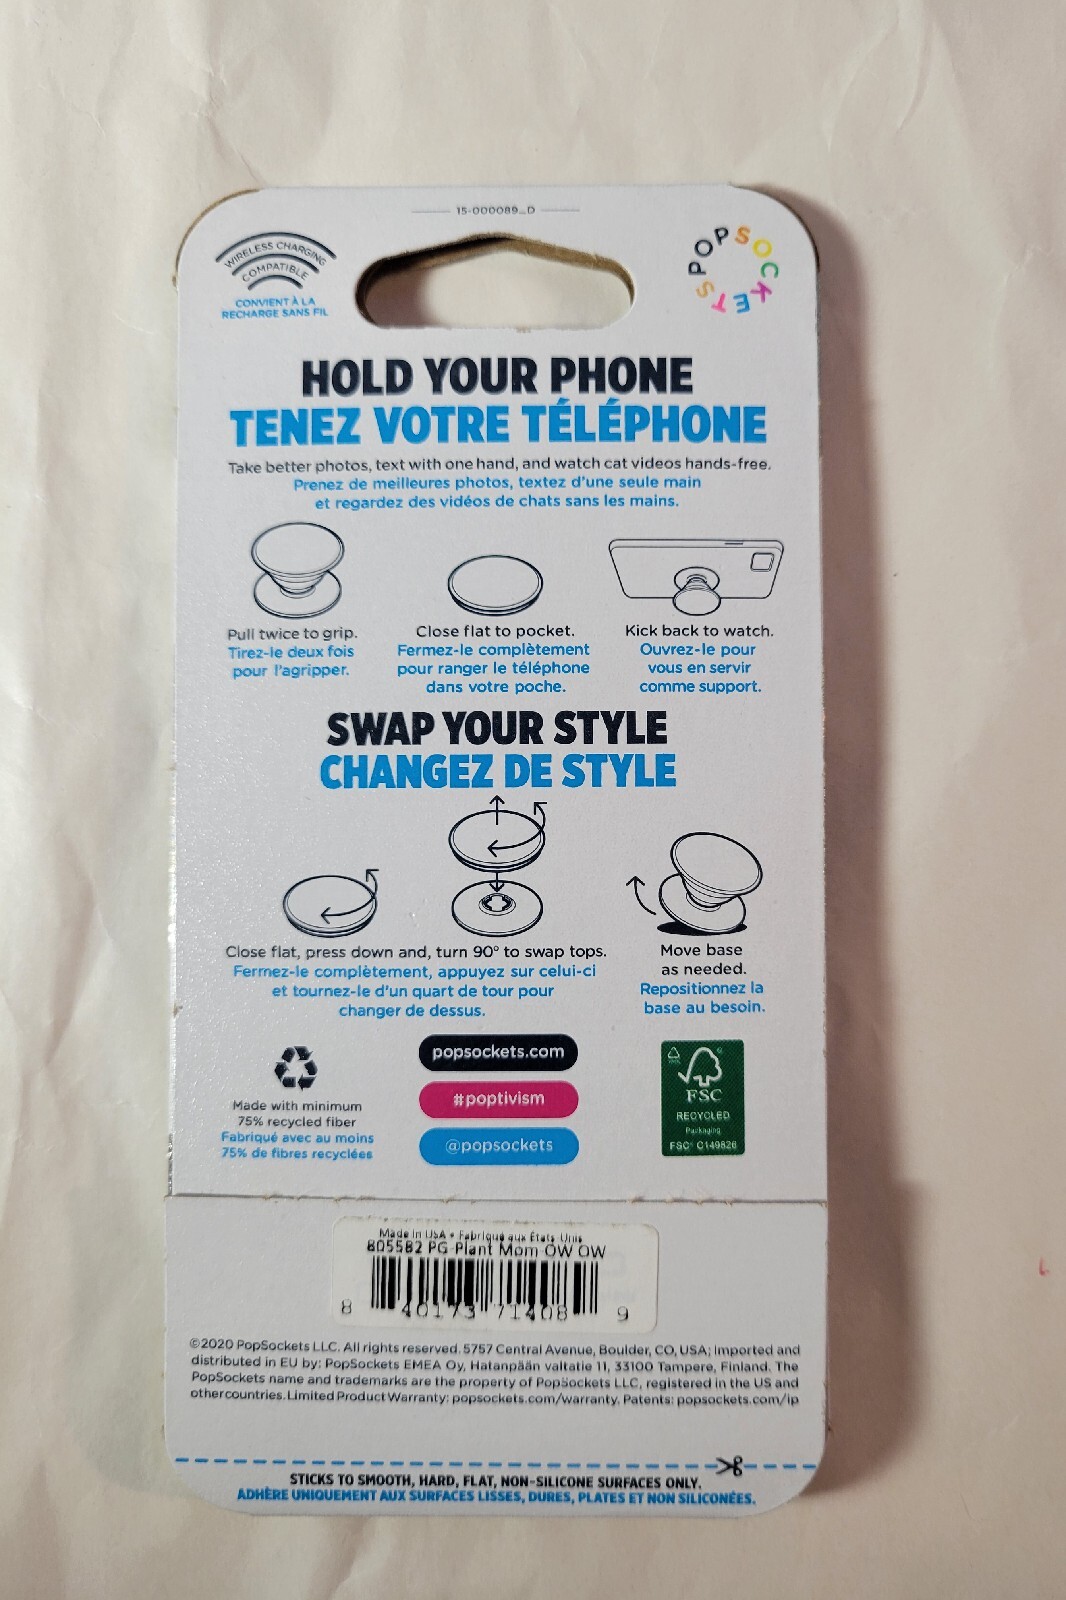 15-000089_D
WIRELESS CHARGING
COMPATIBLE
CONVIENT À LA
RECHARGE SANS FIL
POPSOCKETS
HOLD YOUR PHONE
TENEZ VOTRE TÉLÉPHONE
Take better photos, text with one hand, and watch cat videos hands-free.
Prenez de meilleures photos, textez d'une seule main
et regardez des vidéos de chats sans les mains.
Pull twice to grip.
Tirez-le deux fois
pour l'agripper.
Close flat to pocket.
Fermez-le complètement
pour ranger le téléphone
dans votre poche.
Kick back to watch.
Ouvrez-le pour
vous en servir
comme support.
SWAP YOUR STYLE
CHANGEZ DE STYLE
Close flat, press down and, turn 90° to swap tops.
Fermez-le complètement, appuyez sur celui-ci
et tournez-le d'un quart de tour pour
changer de dessus.
Move base
as needed.
Repositionnez la
base au besoin.
Made with minimum
75% recycled fiber
Fabriqué avec au moins
75% de fibres recyclées
popsockets.com
#poptivism
@popsockets
FSC
RECYCLED
Packaging
FSC® C149826
Made in USA • Fabriqué aux États Unis
805582 PG Plant Mom OW OW
8 40173 71408 9
©2020 PopSockets LLC. All rights reserved. 5757 Central Avenue, Boulder, CO, USA; Imported and
distributed in EU by: PopSockets EMEA Oy, Hatanpään valtatie 11, 33100 Tampere, Finland. The
PopSockets name and trademarks are the property of PopSockets LLC, registered in the US and
other countries. Limited Product Warranty: popsockets.com/warranty. Patents: popsockets.com/ip
STICKS TO SMOOTH, HARD, FLAT, NON-SILICONE SURFACES ONLY.
ADHÈRE UNIQUEMENT AUX SURFACES LISSES, DURES, PLATES ET NON SILICONÉES.